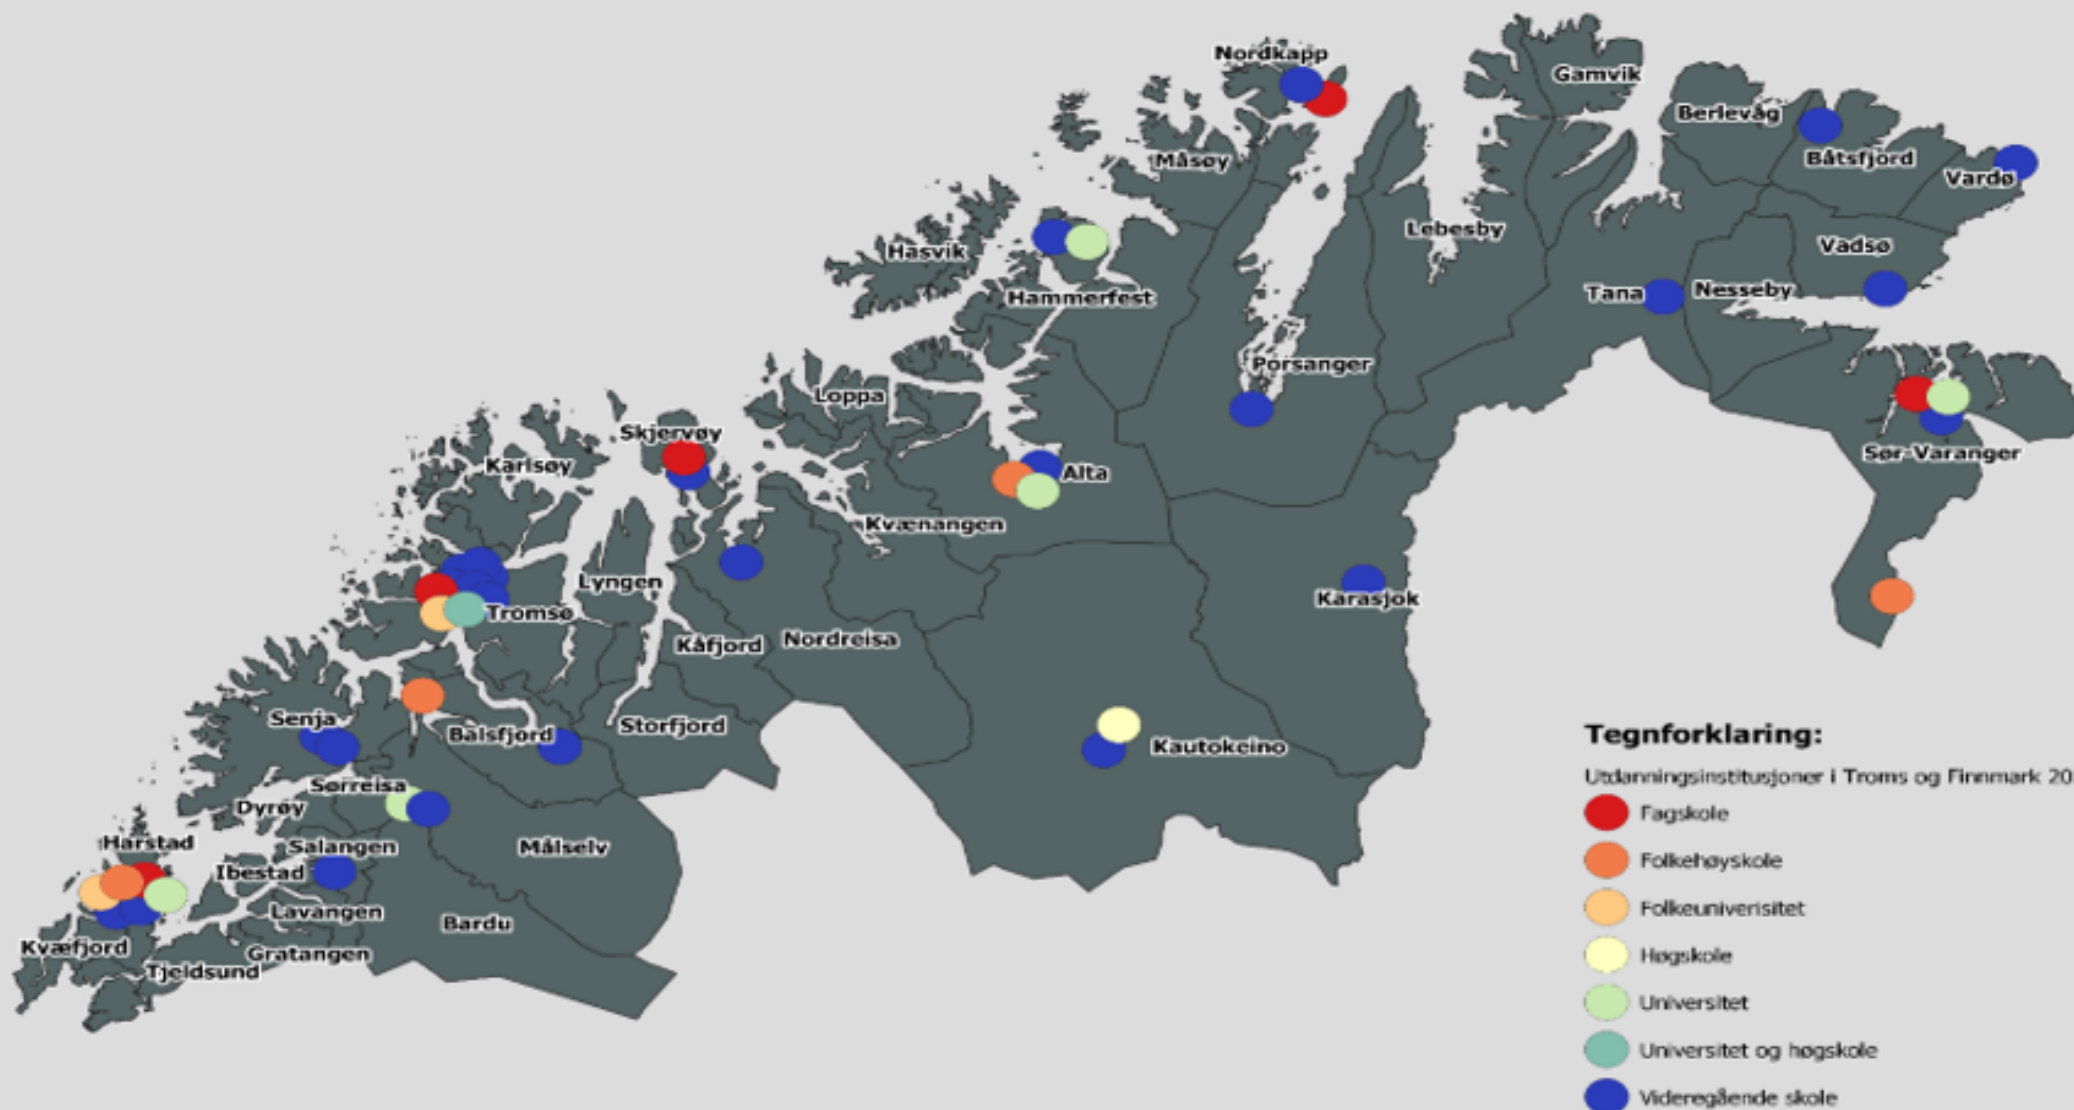 Nordkapp
Gamvik
Berlevåg
Båtsfjord
Måsøy
Vardø
Lebesby
Vadsø
Hasvik
Hammerfest
Tana
Nesseby
Porsanger
Loppa
Skjervøy
Sør-Varanger
Karlsøy
Alta
Kvænangen
Lyngen
Karasjok
Tromsø
Kåfjord
Nordreisa
Senja
Storfjord
Balsfjord
Kautokeino
Sørreisa
Dyrøy
Harstad
Salangen
Målselv
Ibestad
Lavangen
Bardu
Kvæfjord
Gratangen
Tjeldsund
Tegnforklaring:
Utdanningsinstitusjoner i Troms og Finnmark 20
Fagskole
Folkehøyskole
Folkeuniverisitet
Høgskole
Universitet
Universitet og høgskole
Videregående skole